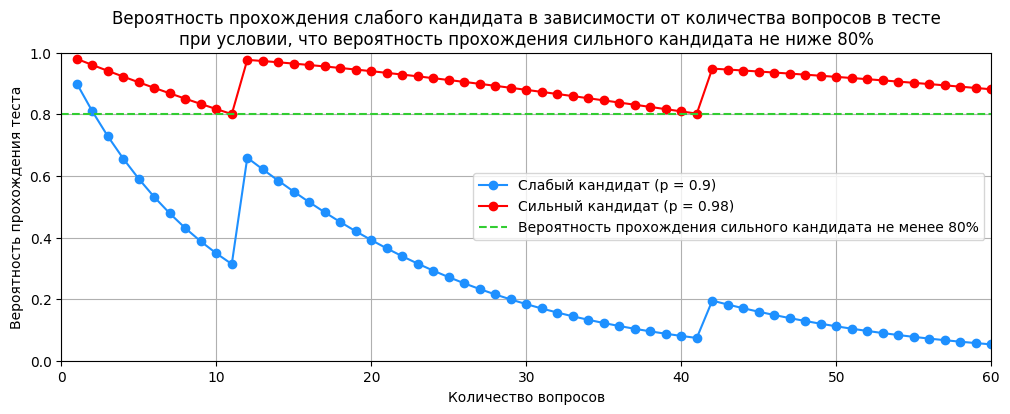 Вероятность прохождения слабого кандидата в зависимости от количества вопросов в тесте
при условии, что вероятность прохождения сильного кандидата не ниже 80%
Вероятность прохождения теста
1.0
0.8
0.6
0.4
0.2
0.0
Слабый кандидат (p = 0.9)
Сильный кандидат (p = 0.98)
Вероятность прохождения сильного кандидата не менее 80%
0 10 20 30 40 50 60
Количество вопросов